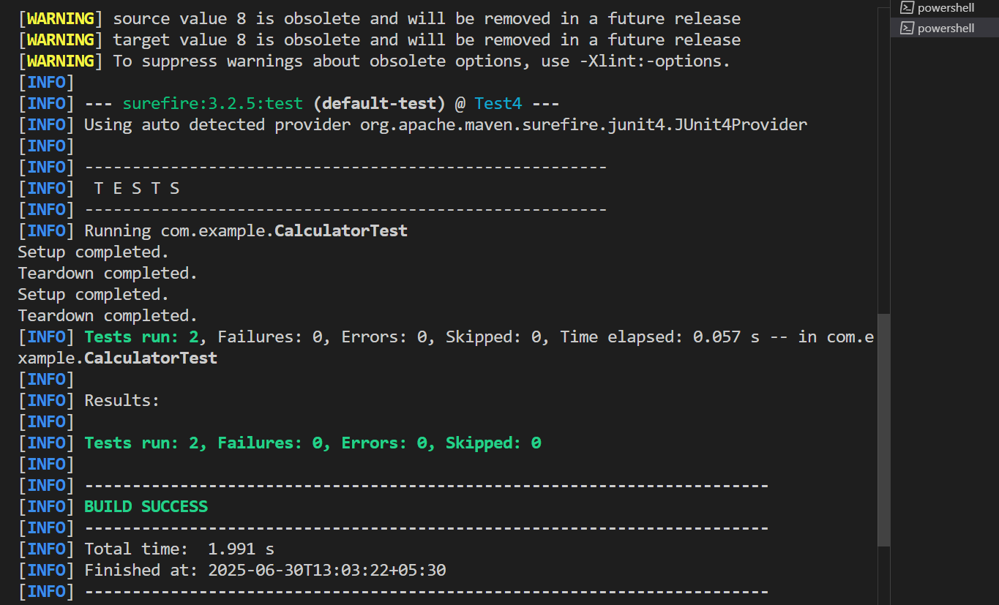 [WARNING] source value 8 is obsolete and will be removed in a future release
[WARNING] target value 8 is obsolete and will be removed in a future release
[WARNING] To suppress warnings about obsolete options, use -Xlint:-options.
[INFO]
[INFO] --- surefire:3.2.5:test (default-test) @ Test4 ---
[INFO] Using auto detected provider org.apache.maven.surefire.junit4.JUnit4Provider
[INFO]
[INFO] -------------------------------------------------------
[INFO]  T E S T S
[INFO] -------------------------------------------------------
[INFO] Running com.example.CalculatorTest
Setup completed.
Teardown completed.
Setup completed.
Teardown completed.
[INFO] Tests run: 2, Failures: 0, Errors: 0, Skipped: 0, Time elapsed: 0.057 s -- in com.e
xample.CalculatorTest
[INFO]
[INFO] Results:
[INFO]
[INFO] Tests run: 2, Failures: 0, Errors: 0, Skipped: 0
[INFO]
[INFO] ------------------------------------------------------------------------
[INFO] BUILD SUCCESS
[INFO] ------------------------------------------------------------------------
[INFO] Total time:  1.991 s
[INFO] Finished at: 2025-06-30T13:03:22+05:30
[INFO] ------------------------------------------------------------------------
powershell
powershell